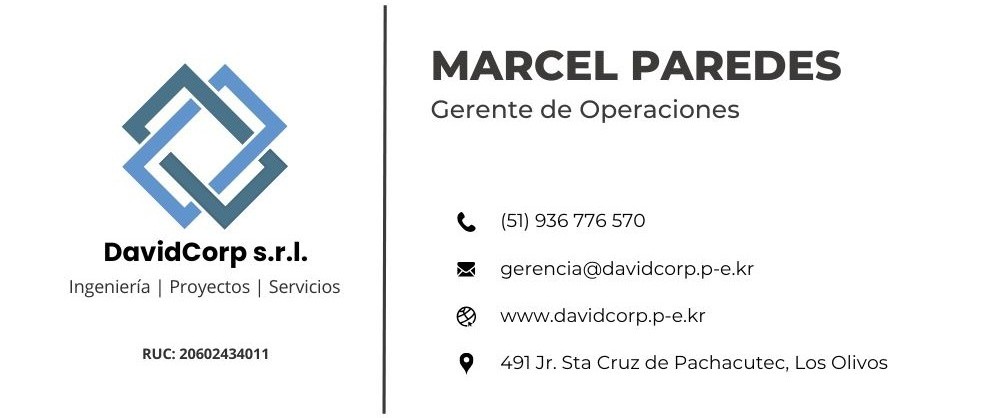 DavidCorp s.r.l.
Ingeniería | Proyectos | Servicios
RUC: 20602434011
MARCEL PAREDES
Gerente de Operaciones
(51) 936 776 570
gerencia@davidcorp.p-e.kr
www.davidcorp.p-e.kr
491 Jr. Sta Cruz de Pachacutec, Los Olivos